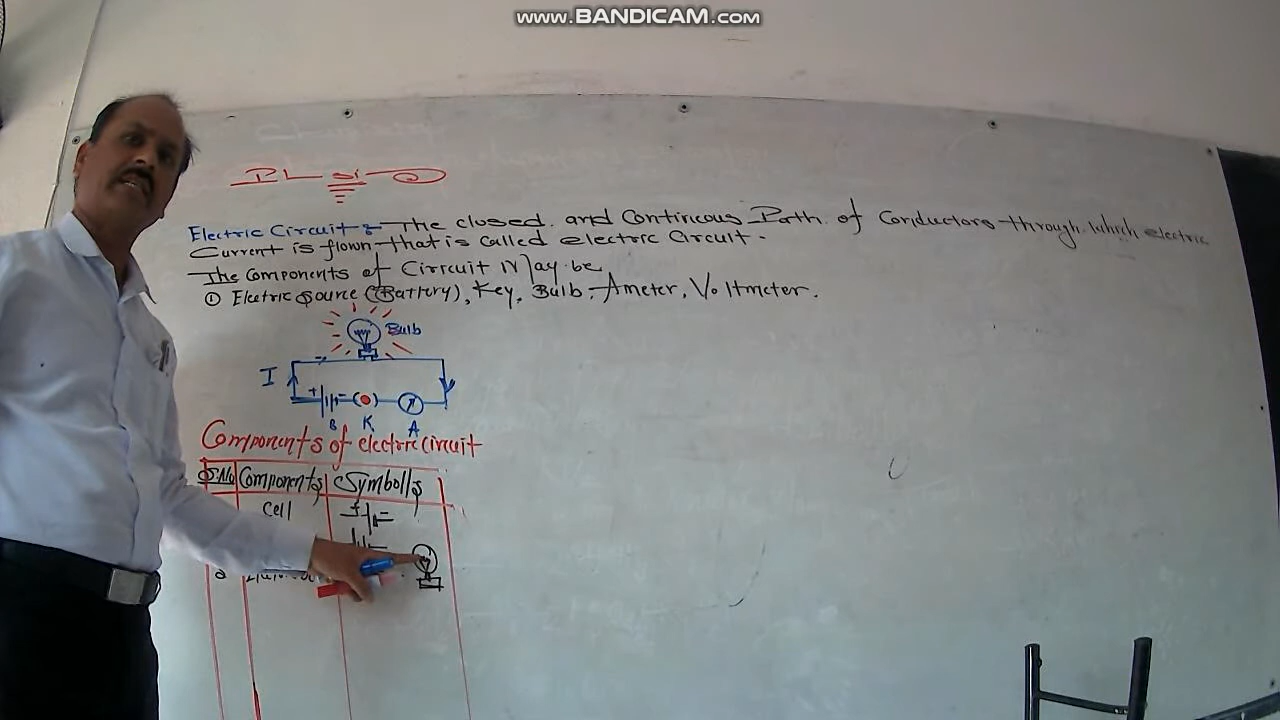 WWW.BANDICAM.COM
Electric Circuit :- The closed and Continuous Path of Conductors through which electric
Current is flown that is called electric Circuit.
The Components of Circuit May be
① Electric source (Battery), Key, Bulb, Ameter, Voltmeter.
Bulb
I
+ -
B K A
Components of electric circuit
S.No Components Symbolls
Cell + -